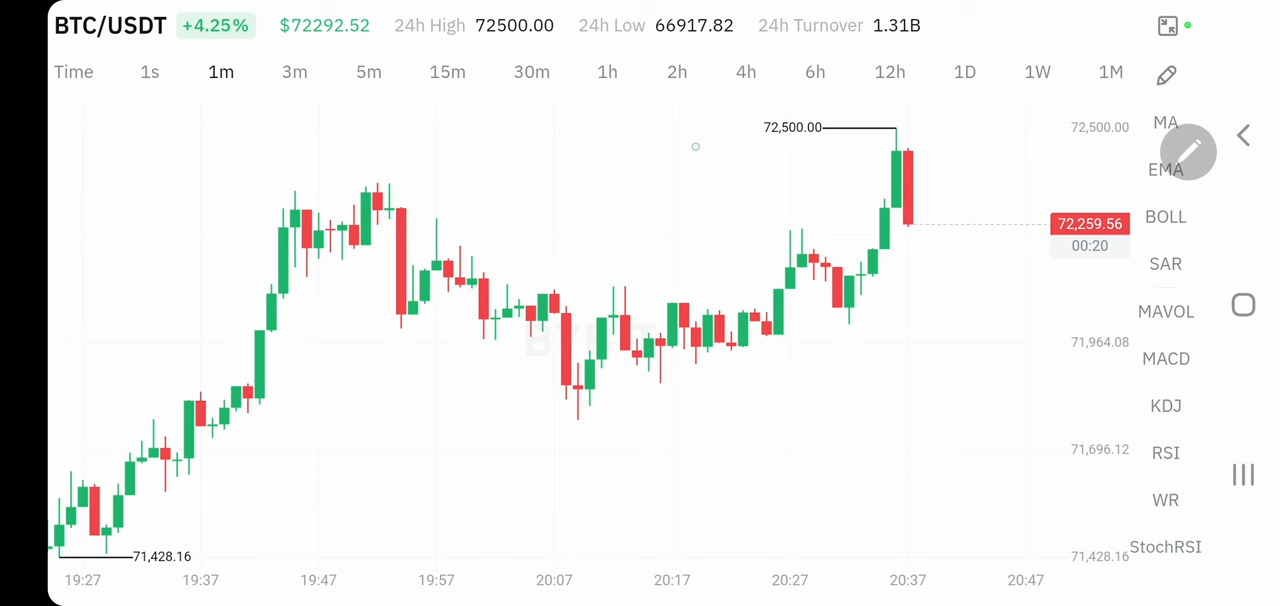 BTC/USDT +4.25% $72292.52 24h High 72500.00 24h Low 66917.82 24h Turnover 1.31B
Time 1s 1m 3m 5m 15m 30m 1h 2h 4h 6h 12h 1D 1W 1M
72,500.00 72,500.00
MA
EMA
BOLL
72,259.56
00:20
SAR
MAVOL
71,964.08
MACD
KDJ
71,696.12
RSI
WR
StochRSI
71,428.16 71,428.16
19:27 19:37 19:47 19:57 20:07 20:17 20:27 20:37 20:47